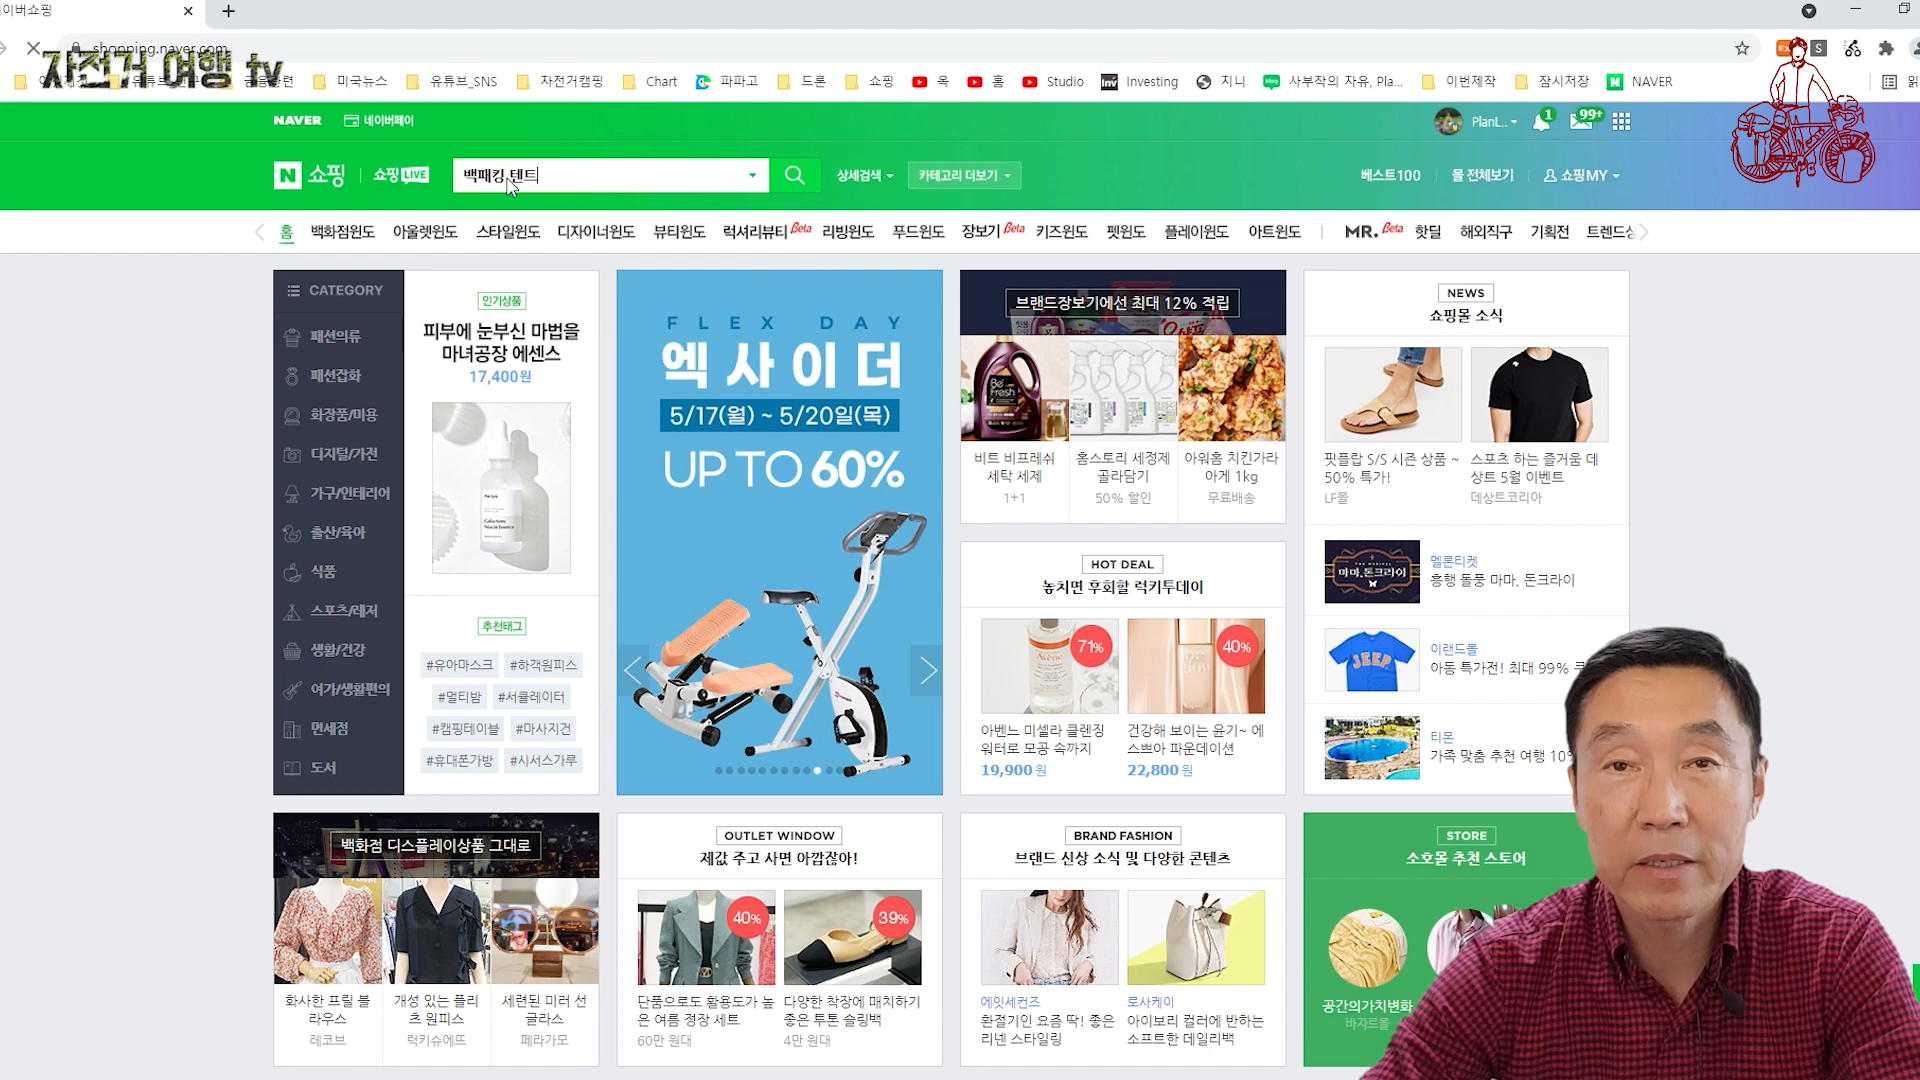 이버쇼핑
shopping.naver.com
자전거 여행 tv
금융관련
미국뉴스
유튜브_SNS
자전거캠핑
Chart
파파고
드론
쇼핑
옥
홈
Studio
Investing
지니
사부작의 자유, Pla...
이번제작
잠시저장
NAVER
NAVER
네이버페이
PlanL..
1
99+
N 쇼핑
쇼핑LIVE
백패킹 텐트
상세검색
카테고리 더보기
베스트100
몰 전체보기
쇼핑MY
홈
백화점윈도
아울렛윈도
스타일윈도
디자이너윈도
뷰티윈도
럭셔리뷰티 Beta
리빙윈도
푸드윈도
장보기 Beta
키즈윈도
펫윈도
플레이윈도
아트윈도
MR. Beta
핫딜
해외직구
기획전
트렌드상
CATEGORY
패션의류
패션잡화
화장품/미용
디지털/가전
가구/인테리어
출산/육아
식품
스포츠/레저
생활/건강
여가/생활편의
면세점
도서
인기상품
피부에 눈부신 마법을
마녀공장 에센스
17,400원
추천태그
#유아마스크 #하객원피스
#멀티밤 #서큘레이터
#캠핑테이블 #마사지건
#휴대폰가방 #시서스가루
FLEX DAY
엑사이더
5/17(월) ~ 5/20일(목)
UP TO 60%
브랜드장보기에선 최대 12% 적립
비트 비프레쉬
세탁 세제
1+1
홈스토리 세정제
골라담기
50% 할인
아워홈 치킨가라
아게 1kg
무료배송
HOT DEAL
놓치면 후회할 럭키투데이
71%
아벤느 미셀라 클렌징
워터로 모공 속까지
19,900원
40%
건강해 보이는 윤기~ 에
스쁘아 파운데이션
22,800원
NEWS
쇼핑몰 소식
핏플랍 S/S 시즌 상품 ~
50% 특가!
LF몰
스포츠 하는 즐거움 데
상트 5월 이벤트
데상트코리아
마마,돈크라이
멜론티켓
흥행 돌풍 마마, 돈크라이
JEEP
이랜드몰
아동 특가전! 최대 99% 쿠
티몬
가족 맞춤 추천 여행 10%
백화점 디스플레이상품 그대로
화사한 프릴 블
라우스
레코브
개성 있는 플리
츠 원피스
럭키슈에뜨
세련된 미러 선
글라스
페라가모
OUTLET WINDOW
제값 주고 사면 아깝잖아!
40%
단품으로도 활용도가 높
은 여름 정장 세트
60만 원대
39%
다양한 착장에 매치하기
좋은 투톤 슬링백
4만 원대
BRAND FASHION
브랜드 신상 소식 및 다양한 콘텐츠
에잇세컨즈
환절기인 요즘 딱! 좋은
리넨 스타일링
로사케이
아이보리 컬러에 반하는
소프트한 데일리백
STORE
소호몰 추천 스토어
공간의가치변화
바자르몰